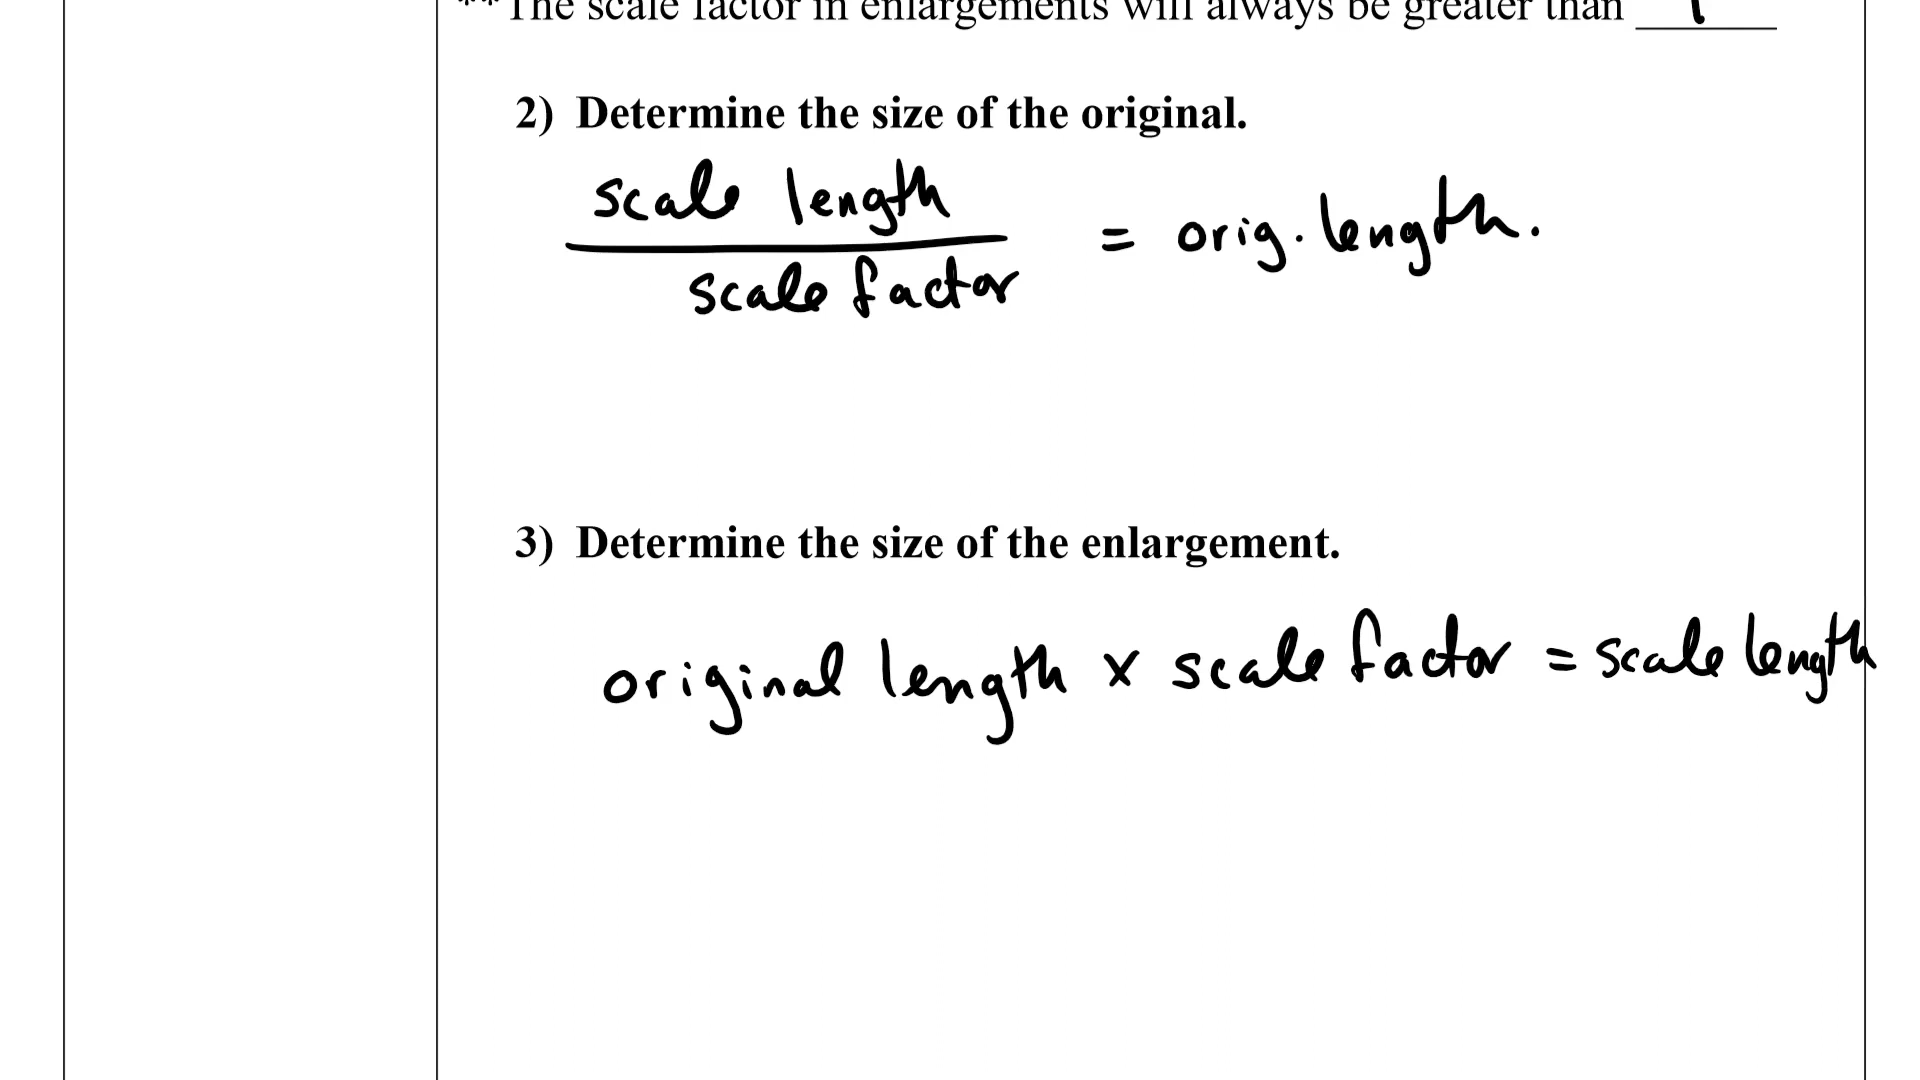 **The scale factor in enlargements will always be greater than 1
2) Determine the size of the original.
scale length
scale factor
= orig. length.
3) Determine the size of the enlargement.
original length x scale factor = scale length